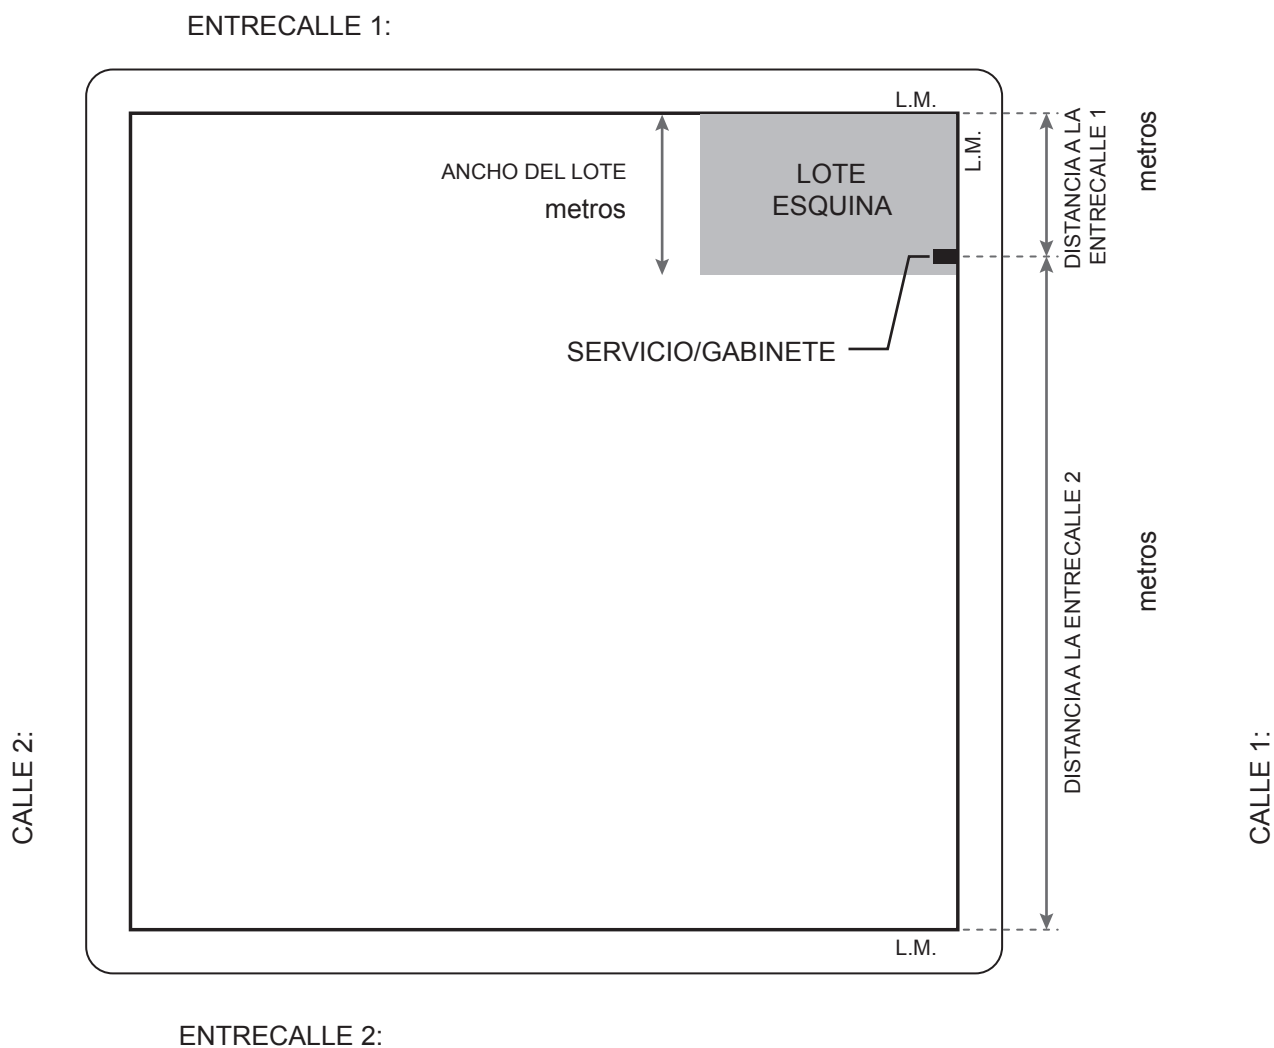 ENTRECALLE 1:
L.M.
L.M.
ANCHO DEL LOTE
metros
LOTE
ESQUINA
DISTANCIA A LA
ENTRECALLE 1
metros
SERVICIO/GABINETE
DISTANCIA A LA ENTRECALLE 2
metros
CALLE 2:
CALLE 1:
L.M.
ENTRECALLE 2: